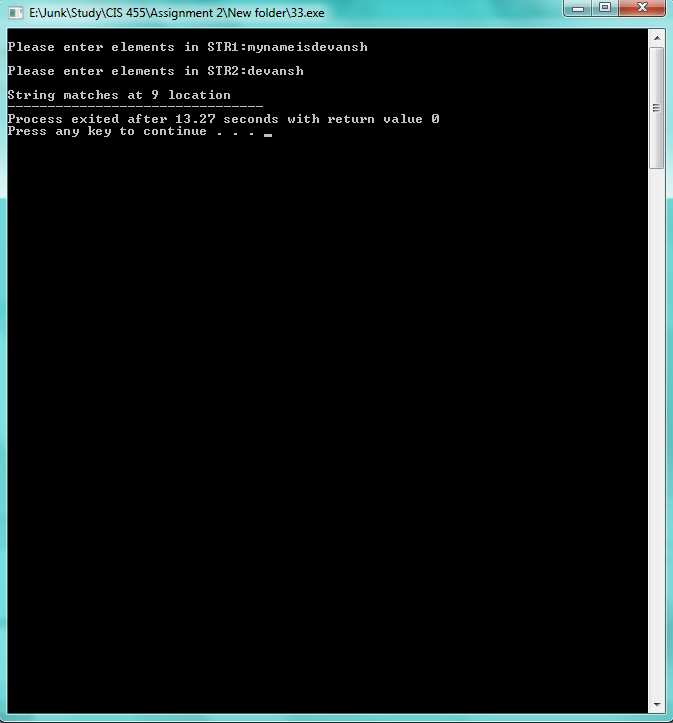 E:\Junk\Study\CIS 455\Assignment 2\New folder\33.exe
Please enter elements in STR1:mynameisdevansh
Please enter elements in STR2:devansh
String matches at 9 location
--------------------------------
Process exited after 13.27 seconds with return value 0
Press any key to continue . . . _